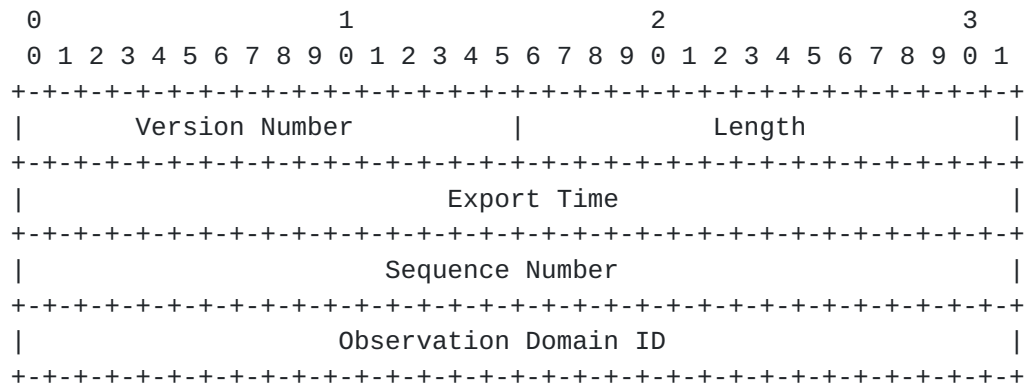 0                   1                   2                   3
 0 1 2 3 4 5 6 7 8 9 0 1 2 3 4 5 6 7 8 9 0 1 2 3 4 5 6 7 8 9 0 1
+-+-+-+-+-+-+-+-+-+-+-+-+-+-+-+-+-+-+-+-+-+-+-+-+-+-+-+-+-+-+-+-+
|       Version Number          |            Length             |
+-+-+-+-+-+-+-+-+-+-+-+-+-+-+-+-+-+-+-+-+-+-+-+-+-+-+-+-+-+-+-+-+
|                           Export Time                         |
+-+-+-+-+-+-+-+-+-+-+-+-+-+-+-+-+-+-+-+-+-+-+-+-+-+-+-+-+-+-+-+-+
|                       Sequence Number                         |
+-+-+-+-+-+-+-+-+-+-+-+-+-+-+-+-+-+-+-+-+-+-+-+-+-+-+-+-+-+-+-+-+
|                    Observation Domain ID                      |
+-+-+-+-+-+-+-+-+-+-+-+-+-+-+-+-+-+-+-+-+-+-+-+-+-+-+-+-+-+-+-+-+